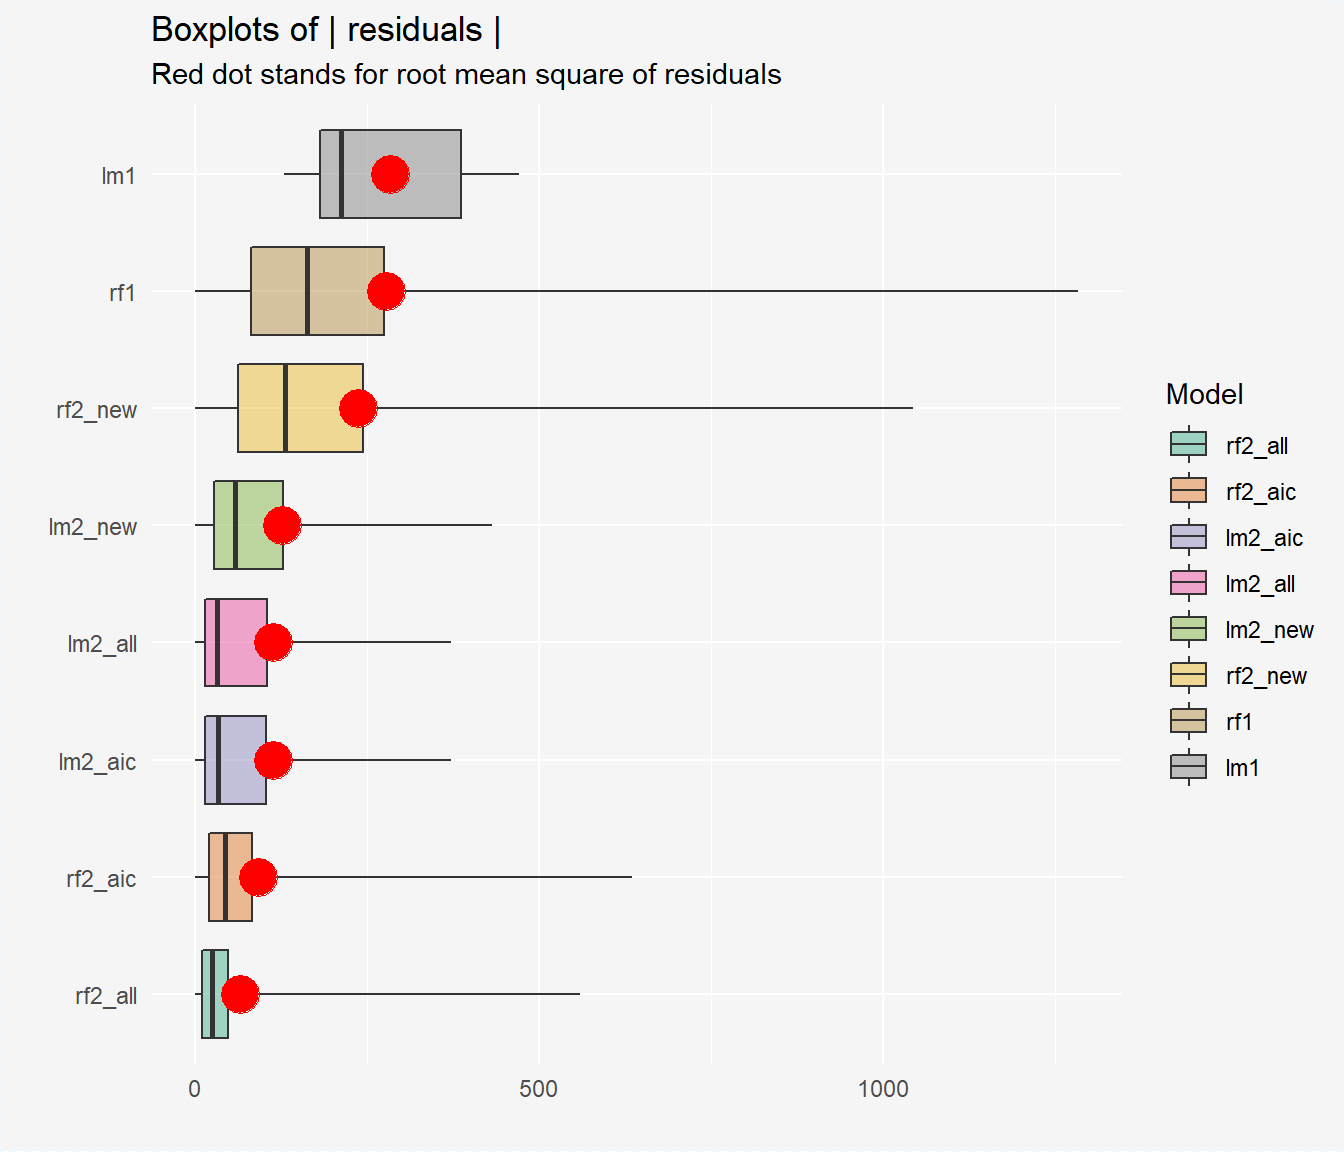 Boxplots of | residuals |
Red dot stands for root mean square of residuals
lm1
rf1
rf2_new
lm2_new
lm2_all
lm2_aic
rf2_aic
rf2_all
0 500 1000
Model
rf2_all
rf2_aic
lm2_aic
lm2_all
lm2_new
rf2_new
rf1
lm1